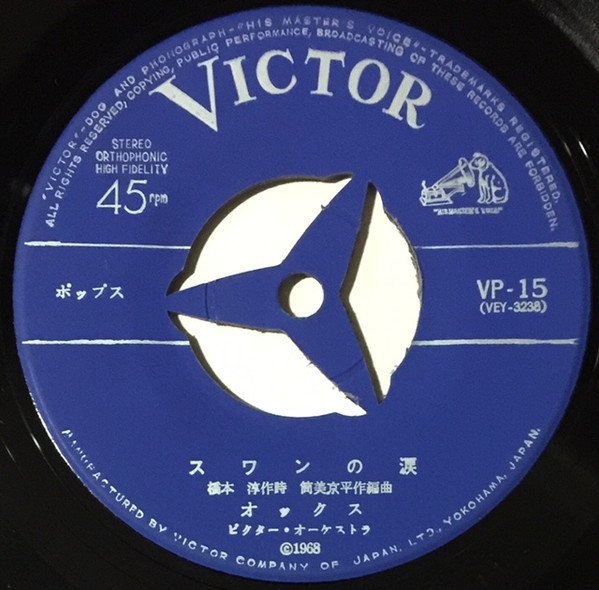 "VICTOR"-DOG AND PHONOGRAPH-"HIS MASTER'S VOICE"-TRADEMARKS REGISTERED.
ALL RIGHTS RESERVED, COPYING, PUBLIC PERFORMANCE, BROADCASTING OF THESE RECORDS ARE FORBIDDEN.
VICTOR
STEREO
ORTHOPHONIC
HIGH FIDELITY
45rpm
"HIS MASTER'S VOICE"
ポップス
VP-15
(VEY-3238)
スワンの涙
橋本 淳作詩 筒美京平作編曲
オックス
ビクター・オーケストラ
©1968
MANUFACTURED BY VICTOR COMPANY OF JAPAN, LTD., YOKOHAMA, JAPAN.